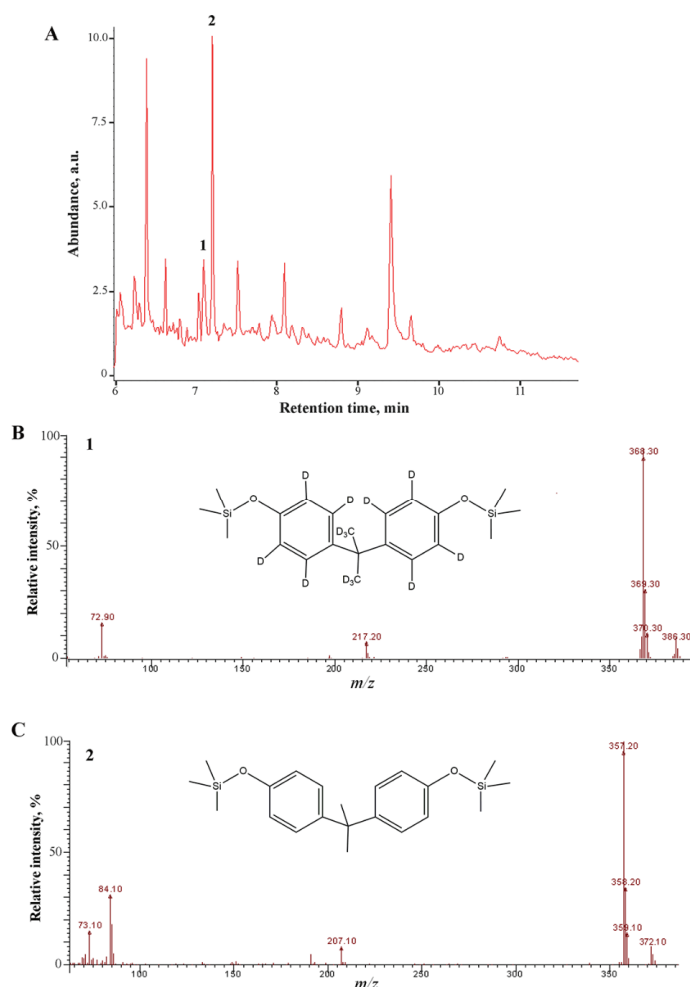 A
2
10.0
7.5
5.0
2.5
0
Abundance, a.u.
1
6 7 8 9 10 11
Retention time, min
B
1
100
50
0
Relative intensity, %
368.30
369.30
370.30
386.30
72.90
217.20
D D
O Si
D D
D D
O Si
D D
D3C
D3C
100 150 200 250 300 350
m/z
C
2
100
50
0
Relative intensity, %
357.20
358.20
359.10
372.10
84.10
73.10
207.10
Si O
O Si
100 150 200 250 300 350
m/z